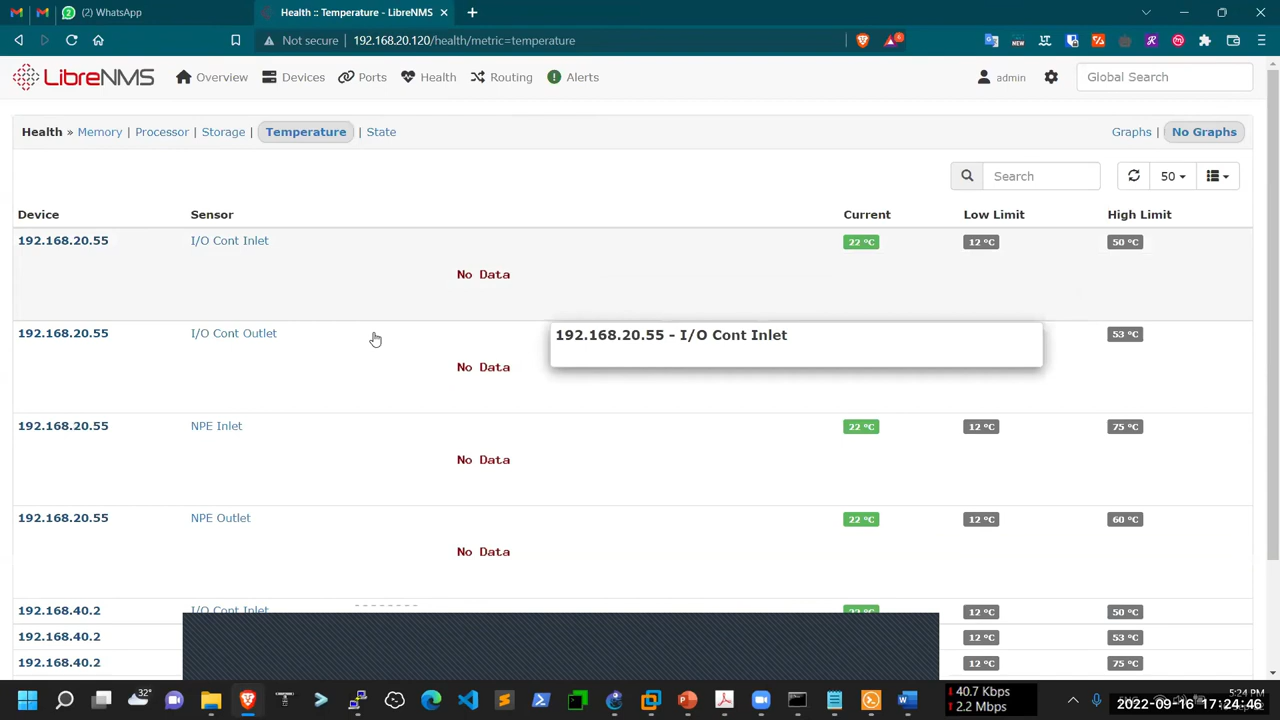 (2) WhatsApp
Health :: Temperature - LibreNMS
Not secure
192.168.20.120/health/metric=temperature
LibreNMS
Overview
Devices
Ports
Health
Routing
Alerts
admin
Global Search
Health » Memory | Processor | Storage | Temperature | State
Graphs | No Graphs
Search
50
Device Sensor Current Low Limit High Limit
192.168.20.55 I/O Cont Inlet 22 °C 12 °C 50 °C
No Data
192.168.20.55 I/O Cont Outlet 53 °C
192.168.20.55 - I/O Cont Inlet
No Data
192.168.20.55 NPE Inlet 22 °C 12 °C 75 °C
No Data
192.168.20.55 NPE Outlet 22 °C 12 °C 60 °C
No Data
192.168.40.2 I/O Cont Inlet 22 °C 12 °C 50 °C
192.168.40.2 12 °C 53 °C
192.168.40.2 12 °C 75 °C
32°
40.7 Kbps
2.2 Mbps
5:24 PM
2022-09-16 17:24:46